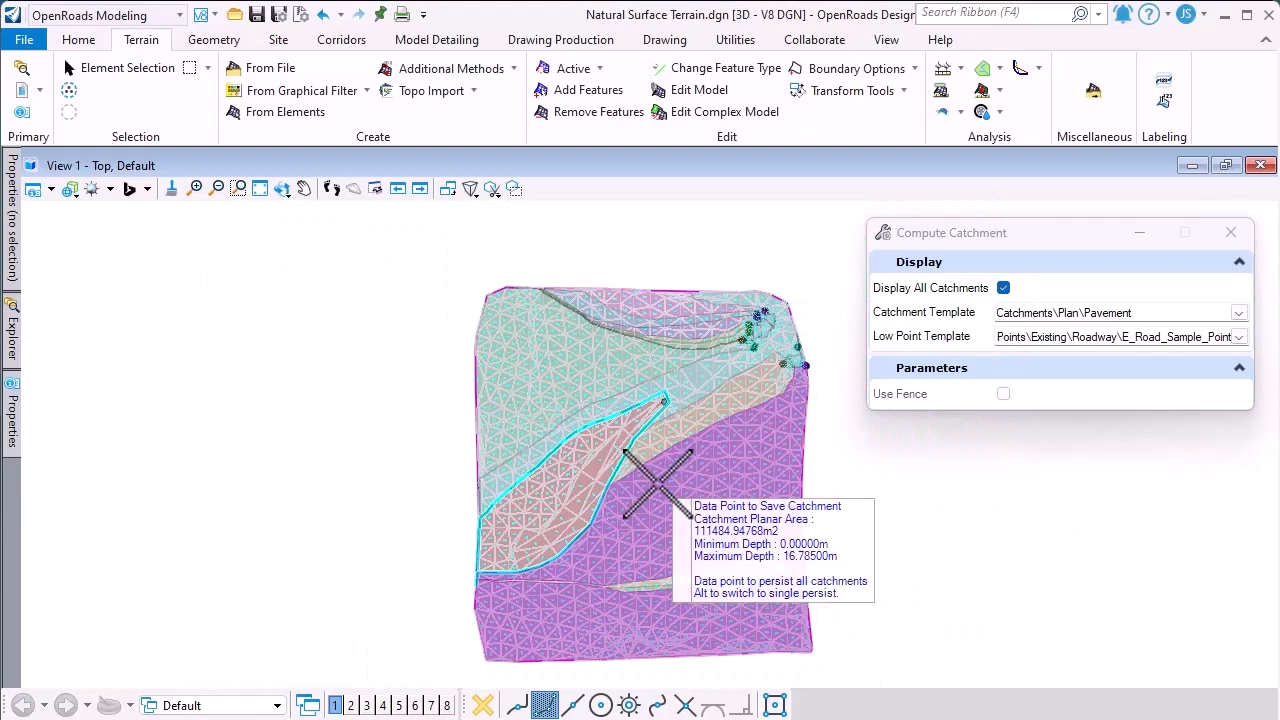 OpenRoads Modeling
Natural Surface Terrain.dgn [3D - V8 DGN] - OpenRoads Design
Search Ribbon (F4)
JS
File
Home
Terrain
Geometry
Site
Corridors
Model Detailing
Drawing Production
Drawing
Utilities
Collaborate
View
Help
Element Selection
From File
Additional Methods
Active
Change Feature Type
Boundary Options
From Graphical Filter
Topo Import
Add Features
Edit Model
Transform Tools
From Elements
Remove Features
Edit Complex Model
Primary
Selection
Create
Edit
Analysis
Miscellaneous
Labeling
View 1 - Top, Default
Properties (no selection)
Explorer
Properties
Compute Catchment
Display
Display All Catchments
Catchment Template
Catchments\Plan\Pavement
Low Point Template
Points\Existing\Roadway\E_Road_Sample_Point
Parameters
Use Fence
Data Point to Save Catchment
Catchment Planar Area :
111484.94768m2
Minimum Depth : 0.00000m
Maximum Depth : 16.78500m
Data point to persist all catchments
Alt to switch to single persist.
Default
1 2 3 4 5 6 7 8